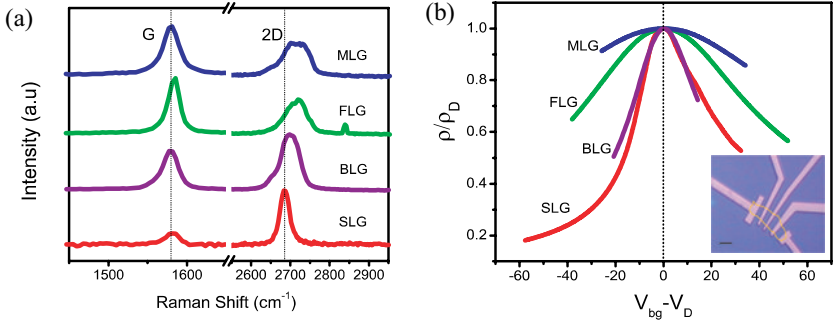 (a)
G
2D
MLG
FLG
BLG
SLG
Intensity (a.u)
1500
1600
2600
2700
2800
2900
Raman Shift (cm⁻¹)
(b)
MLG
FLG
BLG
SLG
ρ/ρ_D
1.0
0.8
0.6
0.4
0.2
-60
-40
-20
0
20
40
60
V_bg-V_D